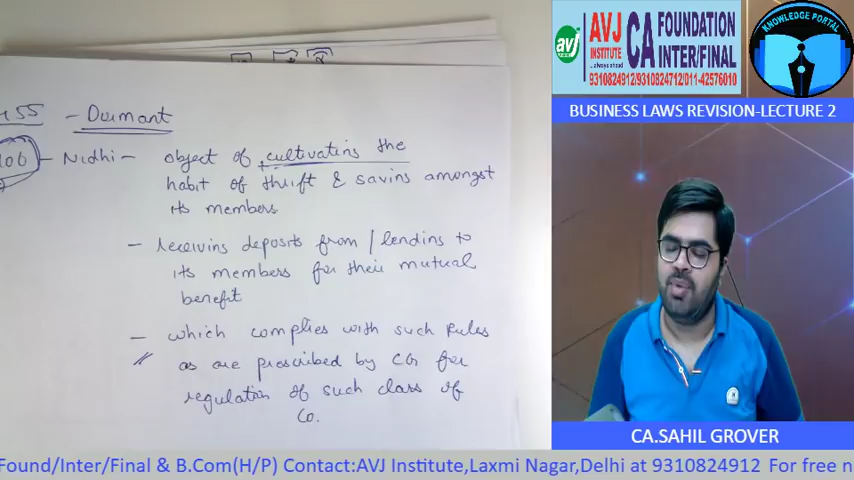 455 - Dormant
406 - Nidhi - object of cultivating the
habit of thrift & saving amongst
its members
- receiving deposits from / lending to
its members for their mutual
benefit
- which complies with such rules
as are prescribed by CG for
regulation of such class of
Co.
avj
AVJ
INSTITUTE
...always ahead
CA
FOUNDATION
INTER/FINAL
9310824912/9310824712/011-42576010
KNOWLEDGE PORTAL
BUSINESS LAWS REVISION-LECTURE 2
CA.SAHIL GROVER
Found/Inter/Final & B.Com(H/P) Contact:AVJ Institute,Laxmi Nagar,Delhi at 9310824912 For free n